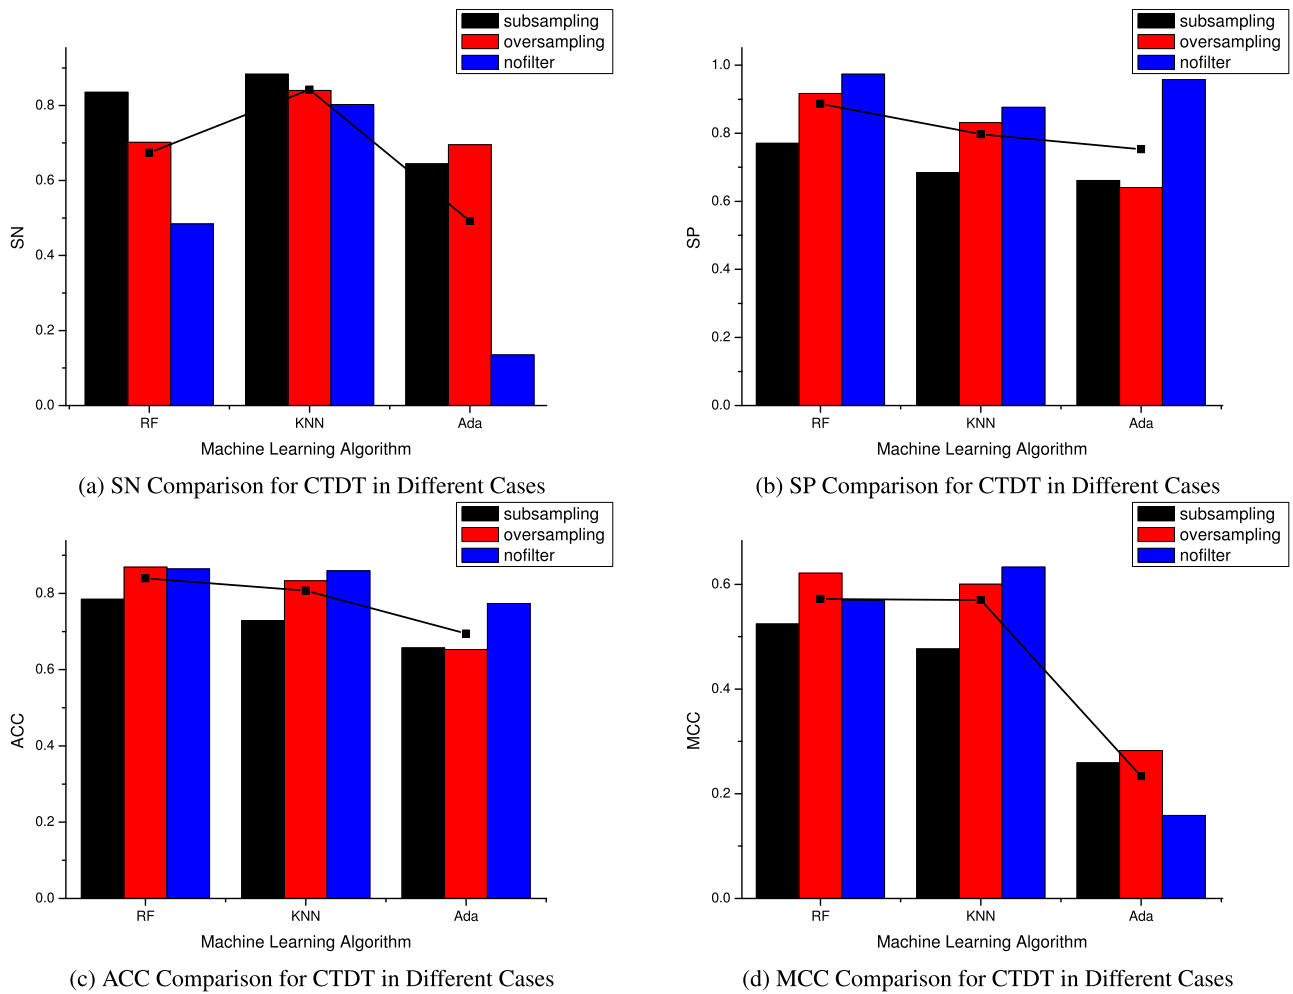 subsampling
oversampling
nofilter
0.8
0.6
0.4
0.2
0.0
SN
RF KNN Ada
Machine Learning Algorithm
(a) SN Comparison for CTDT in Different Cases
subsampling
oversampling
nofilter
1.0
0.8
0.6
0.4
0.2
0.0
SP
RF KNN Ada
Machine Learning Algorithm
(b) SP Comparison for CTDT in Different Cases
subsampling
oversampling
nofilter
0.8
0.6
0.4
0.2
0.0
ACC
RF KNN Ada
Machine Learning Algorithm
(c) ACC Comparison for CTDT in Different Cases
subsampling
oversampling
nofilter
0.6
0.4
0.2
0.0
MCC
RF KNN Ada
Machine Learning Algorithm
(d) MCC Comparison for CTDT in Different Cases